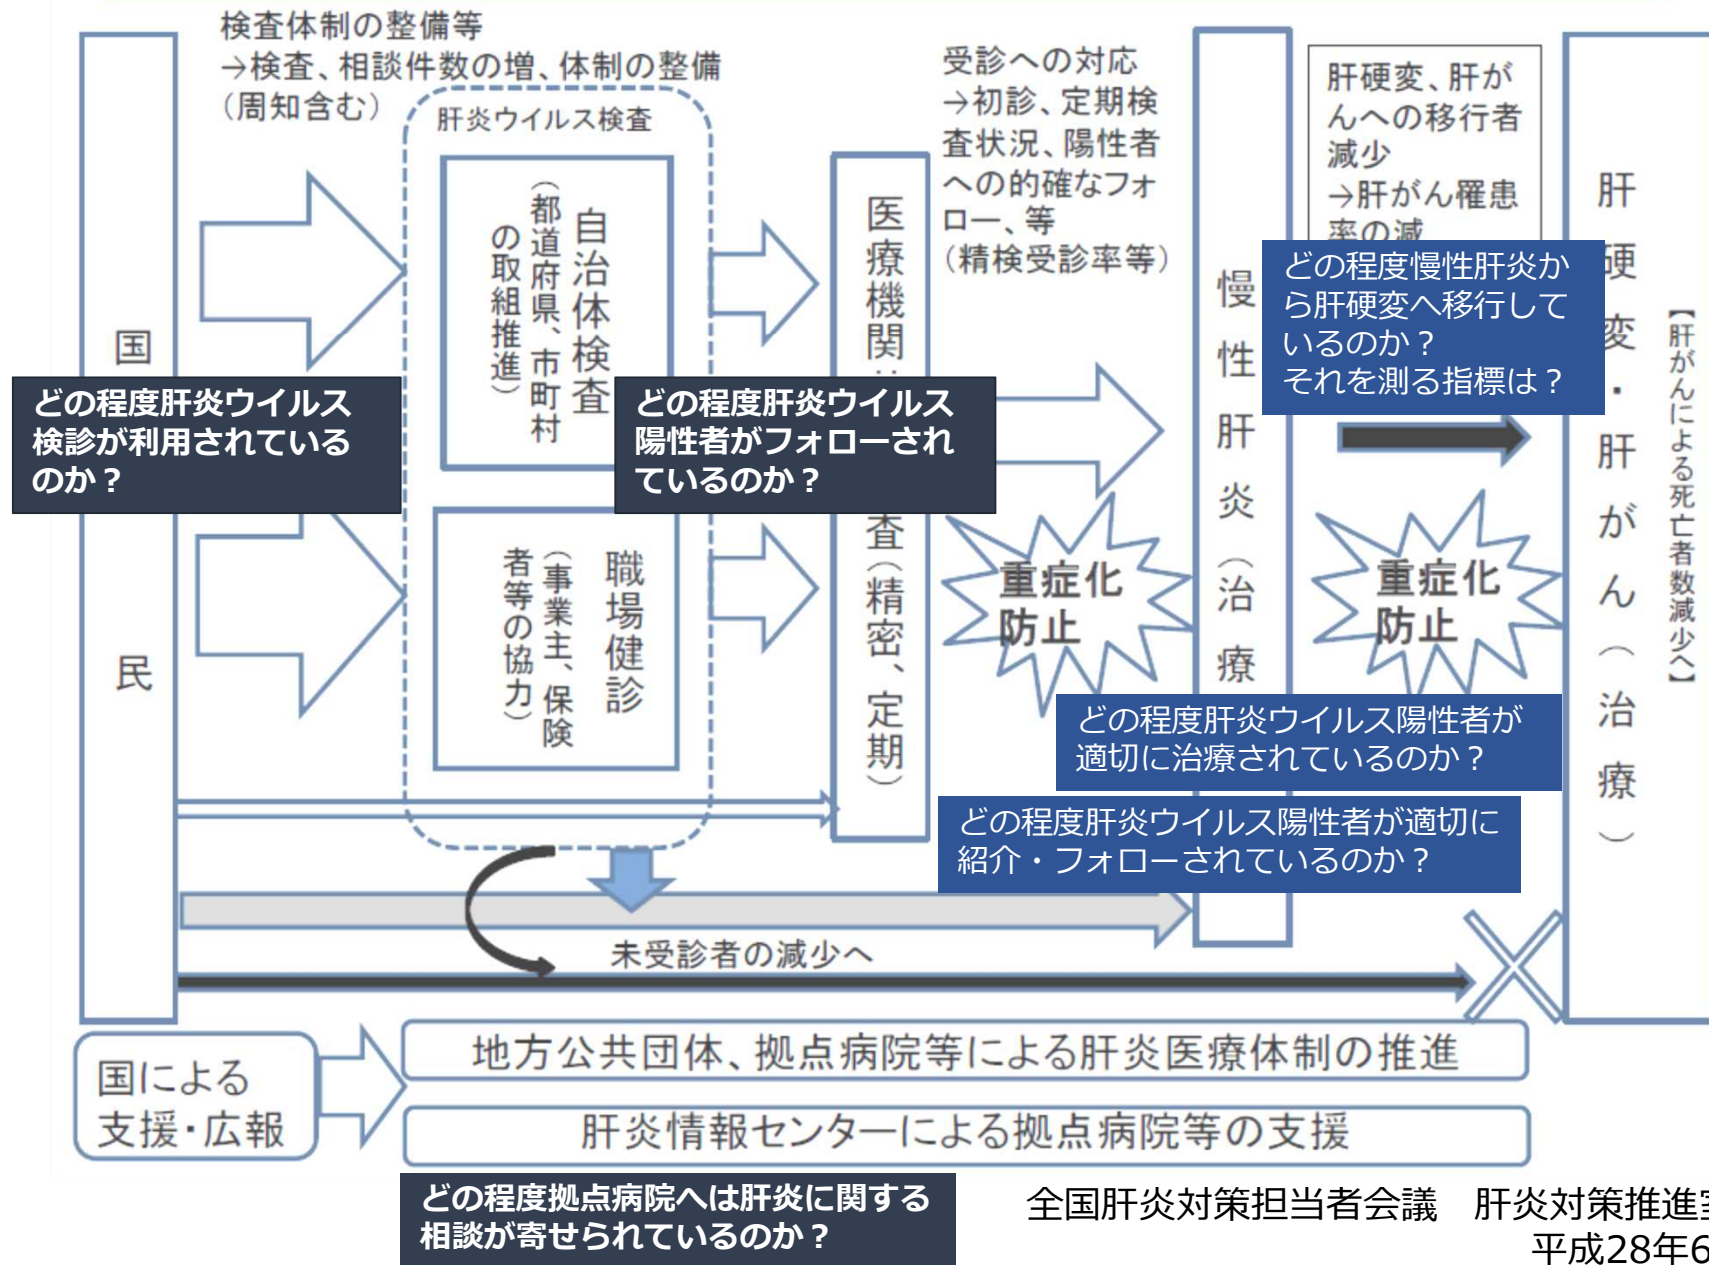 検査体制の整備等
→検査、相談件数の増、体制の整備
（周知含む）
肝炎ウイルス検査
受診への対応
→初診、定期検
査状況、陽性者
への的確なフォ
ロー、等
（精検受診率等）
肝硬変、肝が
んへの移行者
減少
→肝がん罹患
率の減
国民
自治体検査
（都道府県、市町村
の取組推進）
職場健診
（事業主、保険
者等の協力）
医療機関
査（精密、定期）
慢性肝炎（治療
肝硬変・肝がん（治療）
【肝がんによる死亡者数減少へ】
どの程度肝炎ウイルス
検診が利用されている
のか？
どの程度肝炎ウイルス
陽性者がフォローされ
ているのか？
どの程度慢性肝炎か
ら肝硬変へ移行して
いるのか？
それを測る指標は？
重症化
防止
重症化
防止
どの程度肝炎ウイルス陽性者が
適切に治療されているのか？
どの程度肝炎ウイルス陽性者が適切に
紹介・フォローされているのか？
未受診者の減少へ
国による
支援・広報
地方公共団体、拠点病院等による肝炎医療体制の推進
肝炎情報センターによる拠点病院等の支援
どの程度拠点病院へは肝炎に関する
相談が寄せられているのか？
全国肝炎対策担当者会議　肝炎対策推進
平成28年6